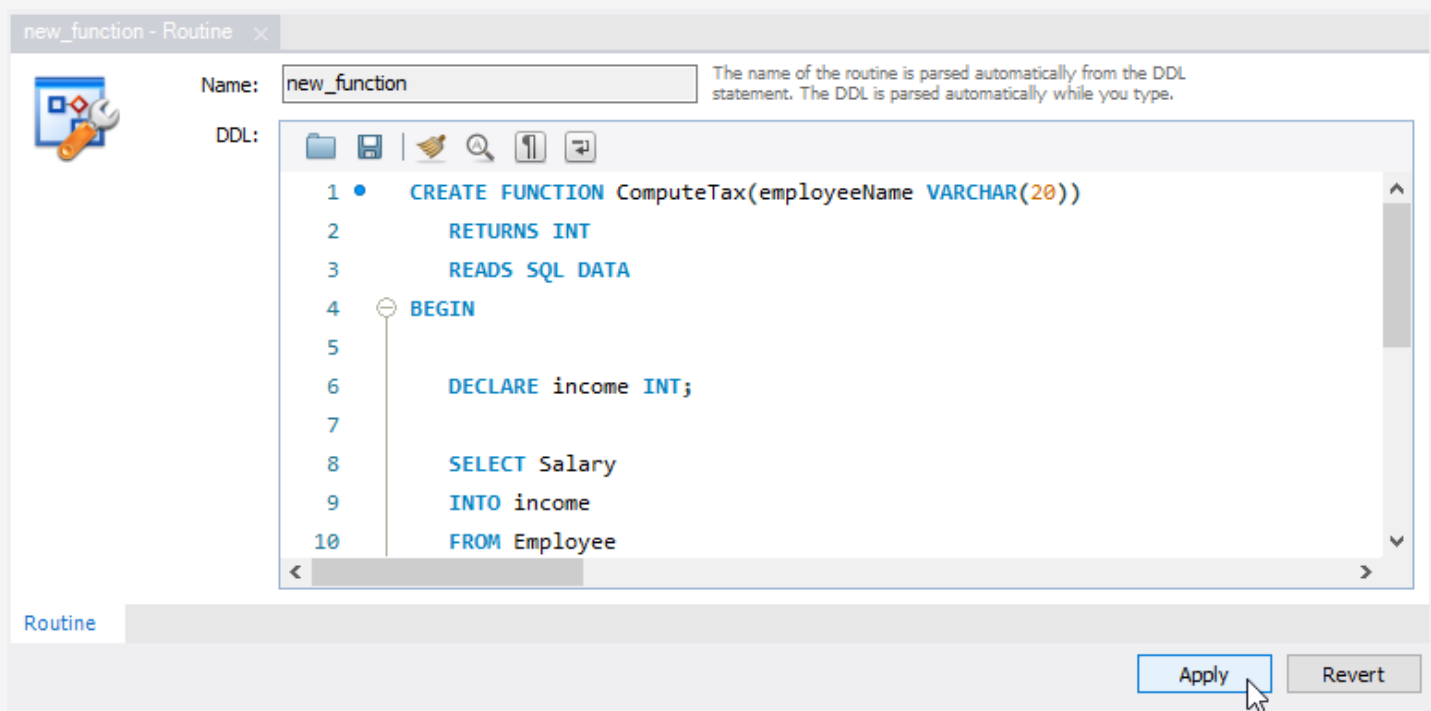 new_function - Routine
Name: new_function The name of the routine is parsed automatically from the DDL
statement. The DDL is parsed automatically while you type.
DDL:
1 CREATE FUNCTION ComputeTax(employeeName VARCHAR(20))
2 RETURNS INT
3 READS SQL DATA
4 BEGIN
5
6 DECLARE income INT;
7
8 SELECT Salary
9 INTO income
10 FROM Employee
Routine
Apply Revert